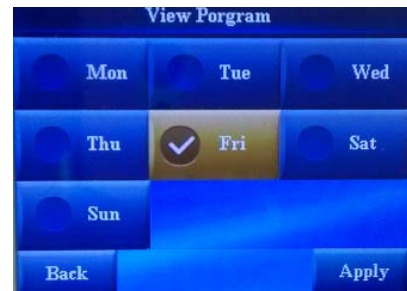 View Porgram
Mon Tue Wed
Thu Fri Sat
Sun
Back Apply